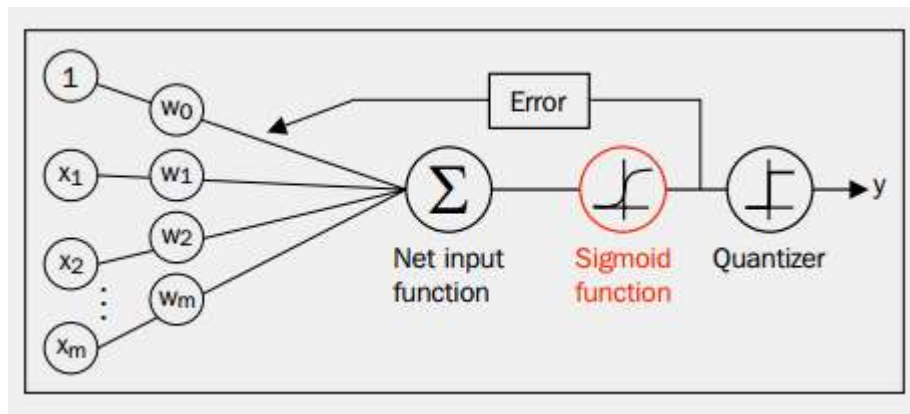 1
w0
Error
x1
w1
Σ
y
x2
w2
Net input
function
Sigmoid
function
Quantizer
wm
xm